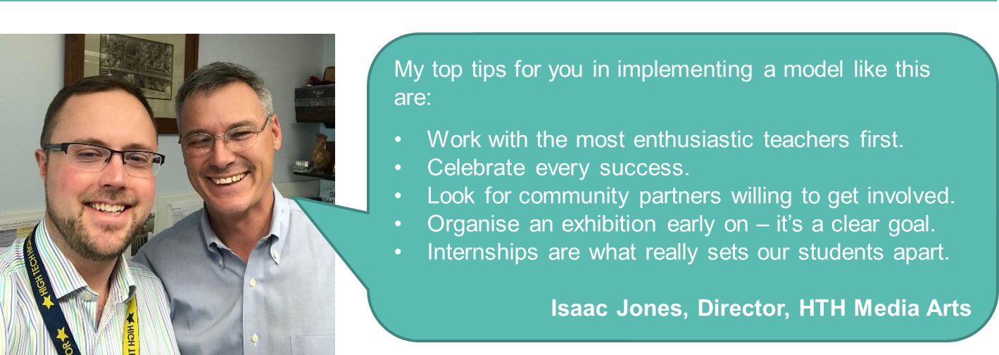 My top tips for you in implementing a model like this
are:
• Work with the most enthusiastic teachers first.
• Celebrate every success.
• Look for community partners willing to get involved.
• Organise an exhibition early on – it's a clear goal.
• Internships are what really sets our students apart.
Isaac Jones, Director, HTH Media Arts
HIGH TECH HIGH
OR
HIGH